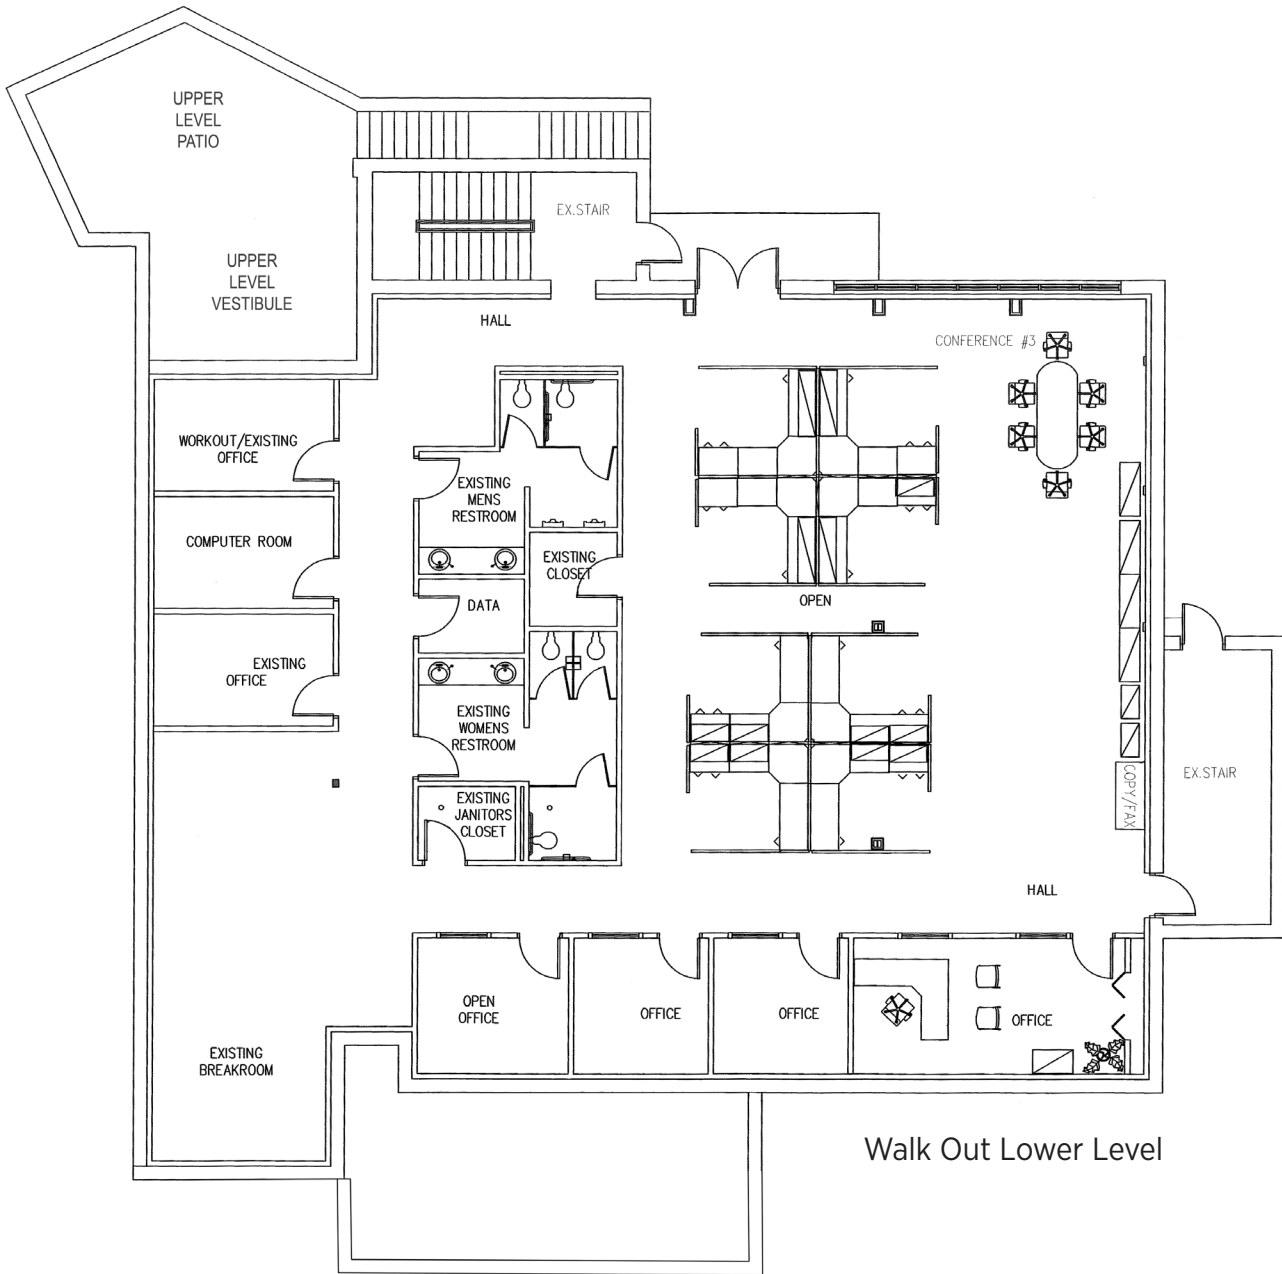 UPPER
LEVEL
PATIO
EX.STAIR
UPPER
LEVEL
VESTIBULE
HALL
CONFERENCE #3
WORKOUT/EXISTING
OFFICE
EXISTING
MENS
RESTROOM
COMPUTER ROOM
EXISTING
CLOSET
DATA
OPEN
EXISTING
OFFICE
EXISTING
WOMENS
RESTROOM
EX.STAIR
COPY/FAX
EXISTING
JANITORS
CLOSET
HALL
OPEN
OFFICE
OFFICE
OFFICE
OFFICE
EXISTING
BREAKROOM
Walk Out Lower Level